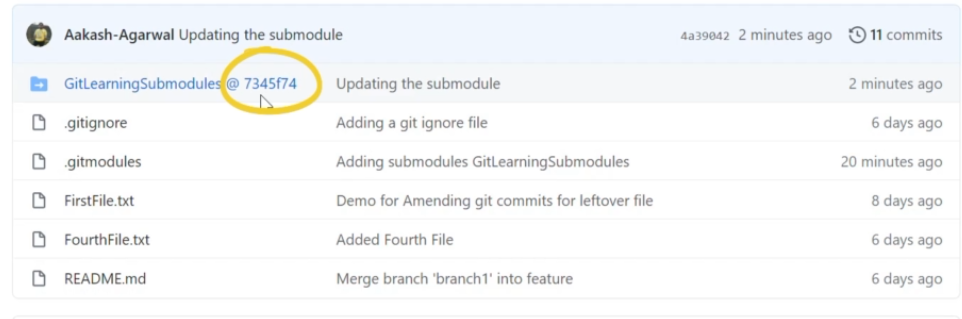 Aakash-Agarwal Updating the submodule 4a39042 2 minutes ago 11 commits
GitLearningSubmodules @ 7345f74 Updating the submodule 2 minutes ago
.gitignore Adding a git ignore file 6 days ago
.gitmodules Adding submodules GitLearningSubmodules 20 minutes ago
FirstFile.txt Demo for Amending git commits for leftover file 8 days ago
FourthFile.txt Added Fourth File 6 days ago
README.md Merge branch 'branch1' into feature 6 days ago